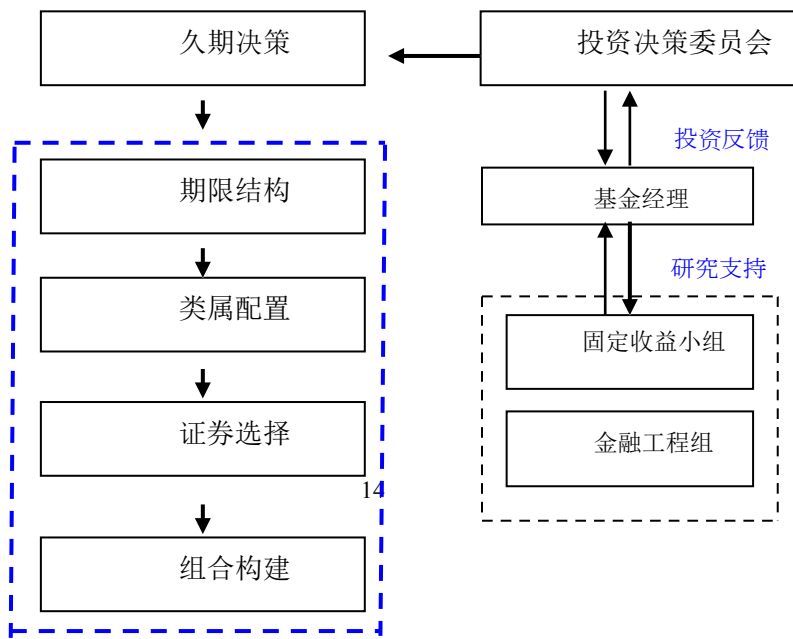 久期决策
投资决策委员会
投资反馈
期限结构
基金经理
研究支持
类属配置
固定收益小组
证券选择
金融工程组
14
组合构建